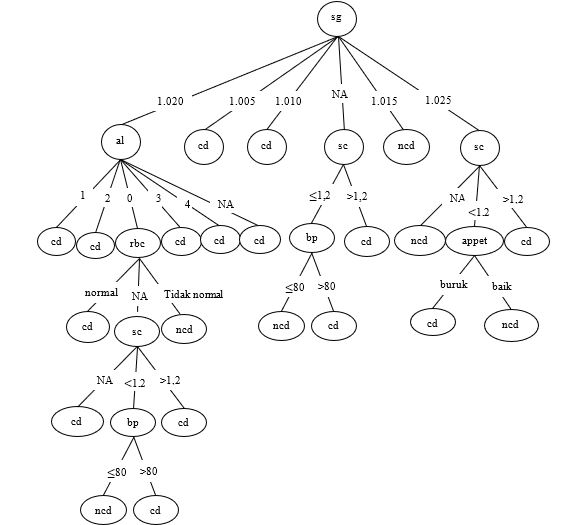 sg
1.020 1.005 1.010 NA 1.015 1.025
al cd cd sc ncd sc
1 2 0 3 4 NA ≤1,2 >1,2 NA <1.2 >1,2
cd cd rbc cd cd cd bp cd ncd appet cd
normal NA Tidak normal ≤80 >80 buruk baik
cd sc ncd ncd cd cd ncd
NA <1.2 >1,2
cd bp cd
≤80 >80
ncd cd